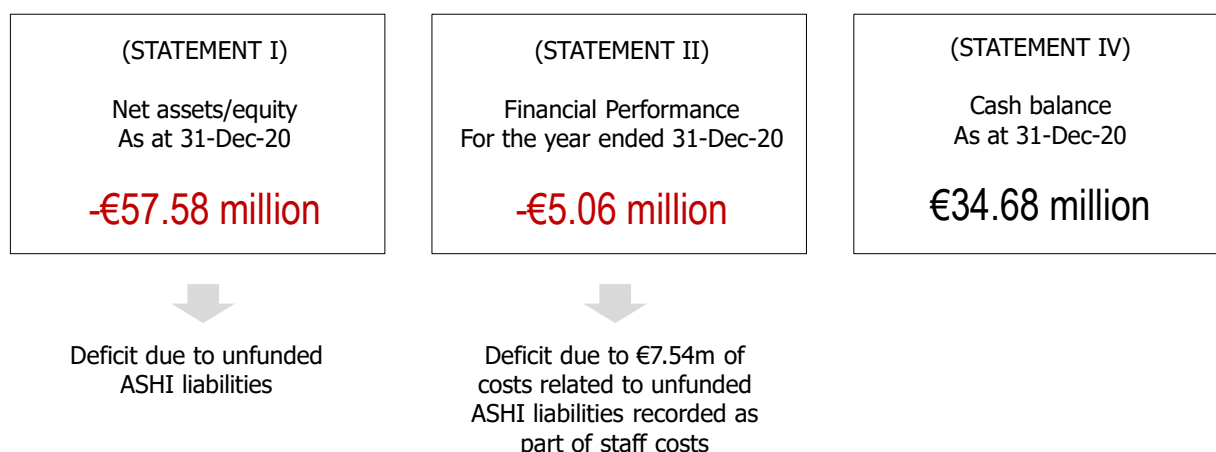 (STATEMENT I)
Net assets/equity
As at 31-Dec-20
-€57.58 million
Deficit due to unfunded
ASHI liabilities
(STATEMENT II)
Financial Performance
For the year ended 31-Dec-20
-€5.06 million
Deficit due to €7.54m of
costs related to unfunded
ASHI liabilities recorded as
part of staff costs
(STATEMENT IV)
Cash balance
As at 31-Dec-20
€34.68 million